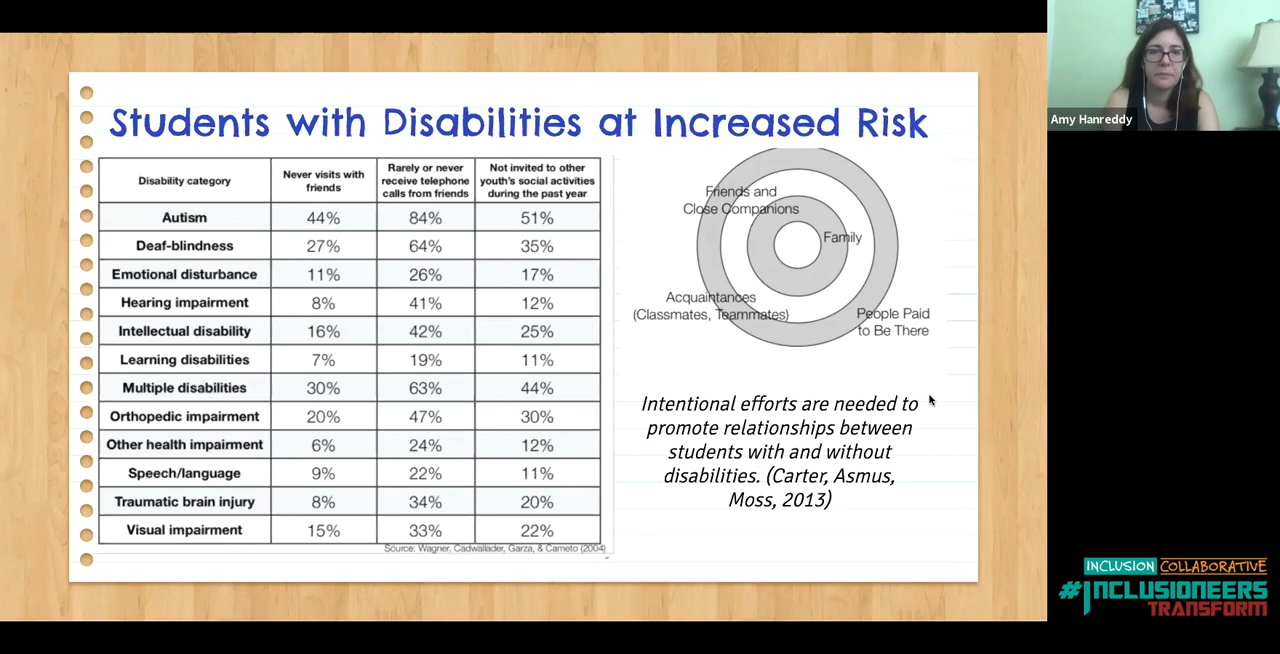 Students with Disabilities at Increased Risk
Disability category
Never visits with
friends
Rarely or never
receive telephone
calls from friends
Not invited to other
youth's social activities
during the past year
Autism 44% 84% 51%
Deaf-blindness 27% 64% 35%
Emotional disturbance 11% 26% 17%
Hearing impairment 8% 41% 12%
Intellectual disability 16% 42% 25%
Learning disabilities 7% 19% 11%
Multiple disabilities 30% 63% 44%
Orthopedic impairment 20% 47% 30%
Other health impairment 6% 24% 12%
Speech/language 9% 22% 11%
Traumatic brain injury 8% 34% 20%
Visual impairment 15% 33% 22%
Source: Wagner, Cadwallader, Garza, & Cameto (2004)
Friends and
Close Companions
Family
Acquaintances
(Classmates, Teammates)
People Paid
to Be There
Intentional efforts are needed to
promote relationships between
students with and without
disabilities. (Carter, Asmus,
Moss, 2013)
Amy Hanreddy
INCLUSION COLLABORATIVE
#INCLUSIONEERS
TRANSFORM